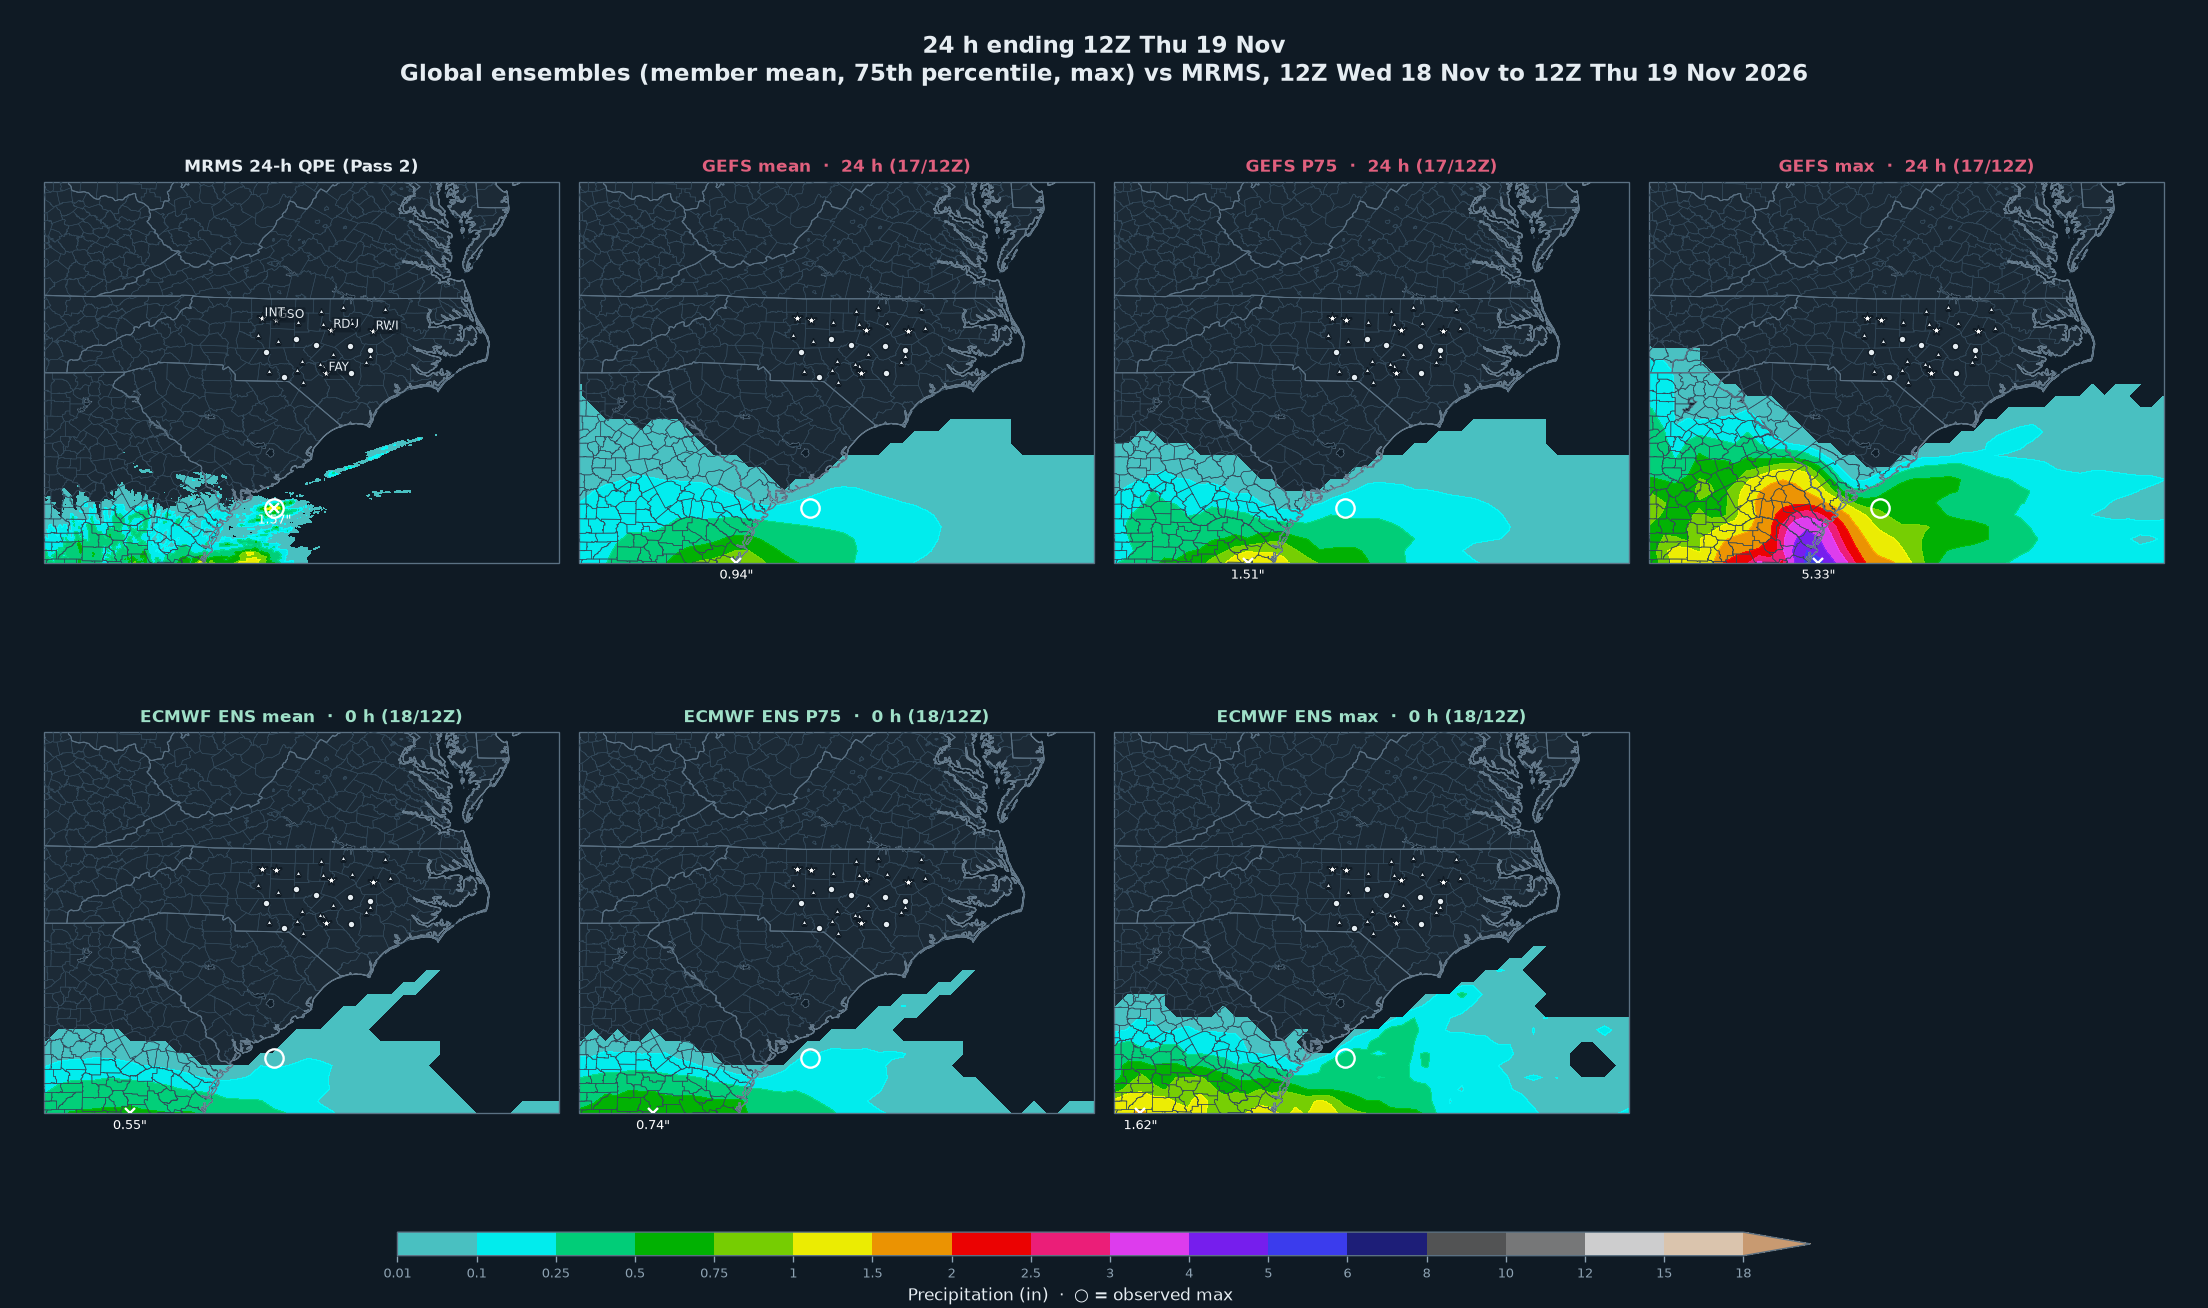 24 h ending 12Z Thu 19 Nov
Global ensembles (member mean, 75th percentile, max) vs MRMS, 12Z Wed 18 Nov to 12Z Thu 19 Nov 2026
MRMS 24-h QPE (Pass 2)
GEFS mean · 24 h (17/12Z)
GEFS P75 · 24 h (17/12Z)
GEFS max · 24 h (17/12Z)
INT
RDU
RWI
FAY
0.94"
1.51"
5.33"
ECMWF ENS mean · 0 h (18/12Z)
ECMWF ENS P75 · 0 h (18/12Z)
ECMWF ENS max · 0 h (18/12Z)
0.55"
0.74"
1.62"
0.01 0.1 0.25 0.5 0.75 1 1.5 2 2.5 3 4 5 6 8 10 12 15 18
Precipitation (in) · ○ = observed max